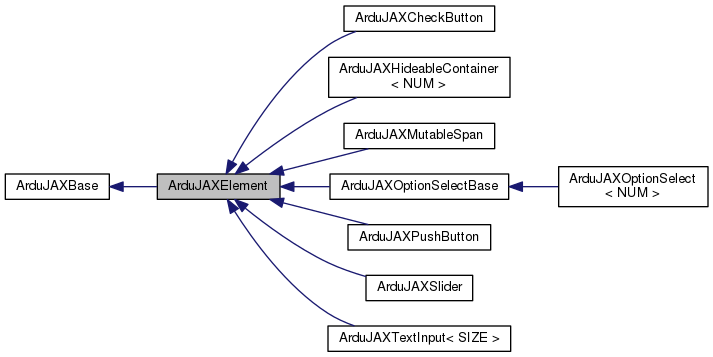 ArduJAXCheckButton
ArduJAXHideableContainer
< NUM >
ArduJAXMutableSpan
ArduJAXBase
ArduJAXElement
ArduJAXOptionSelectBase
ArduJAXOptionSelect
< NUM >
ArduJAXPushButton
ArduJAXSlider
ArduJAXTextInput< SIZE >